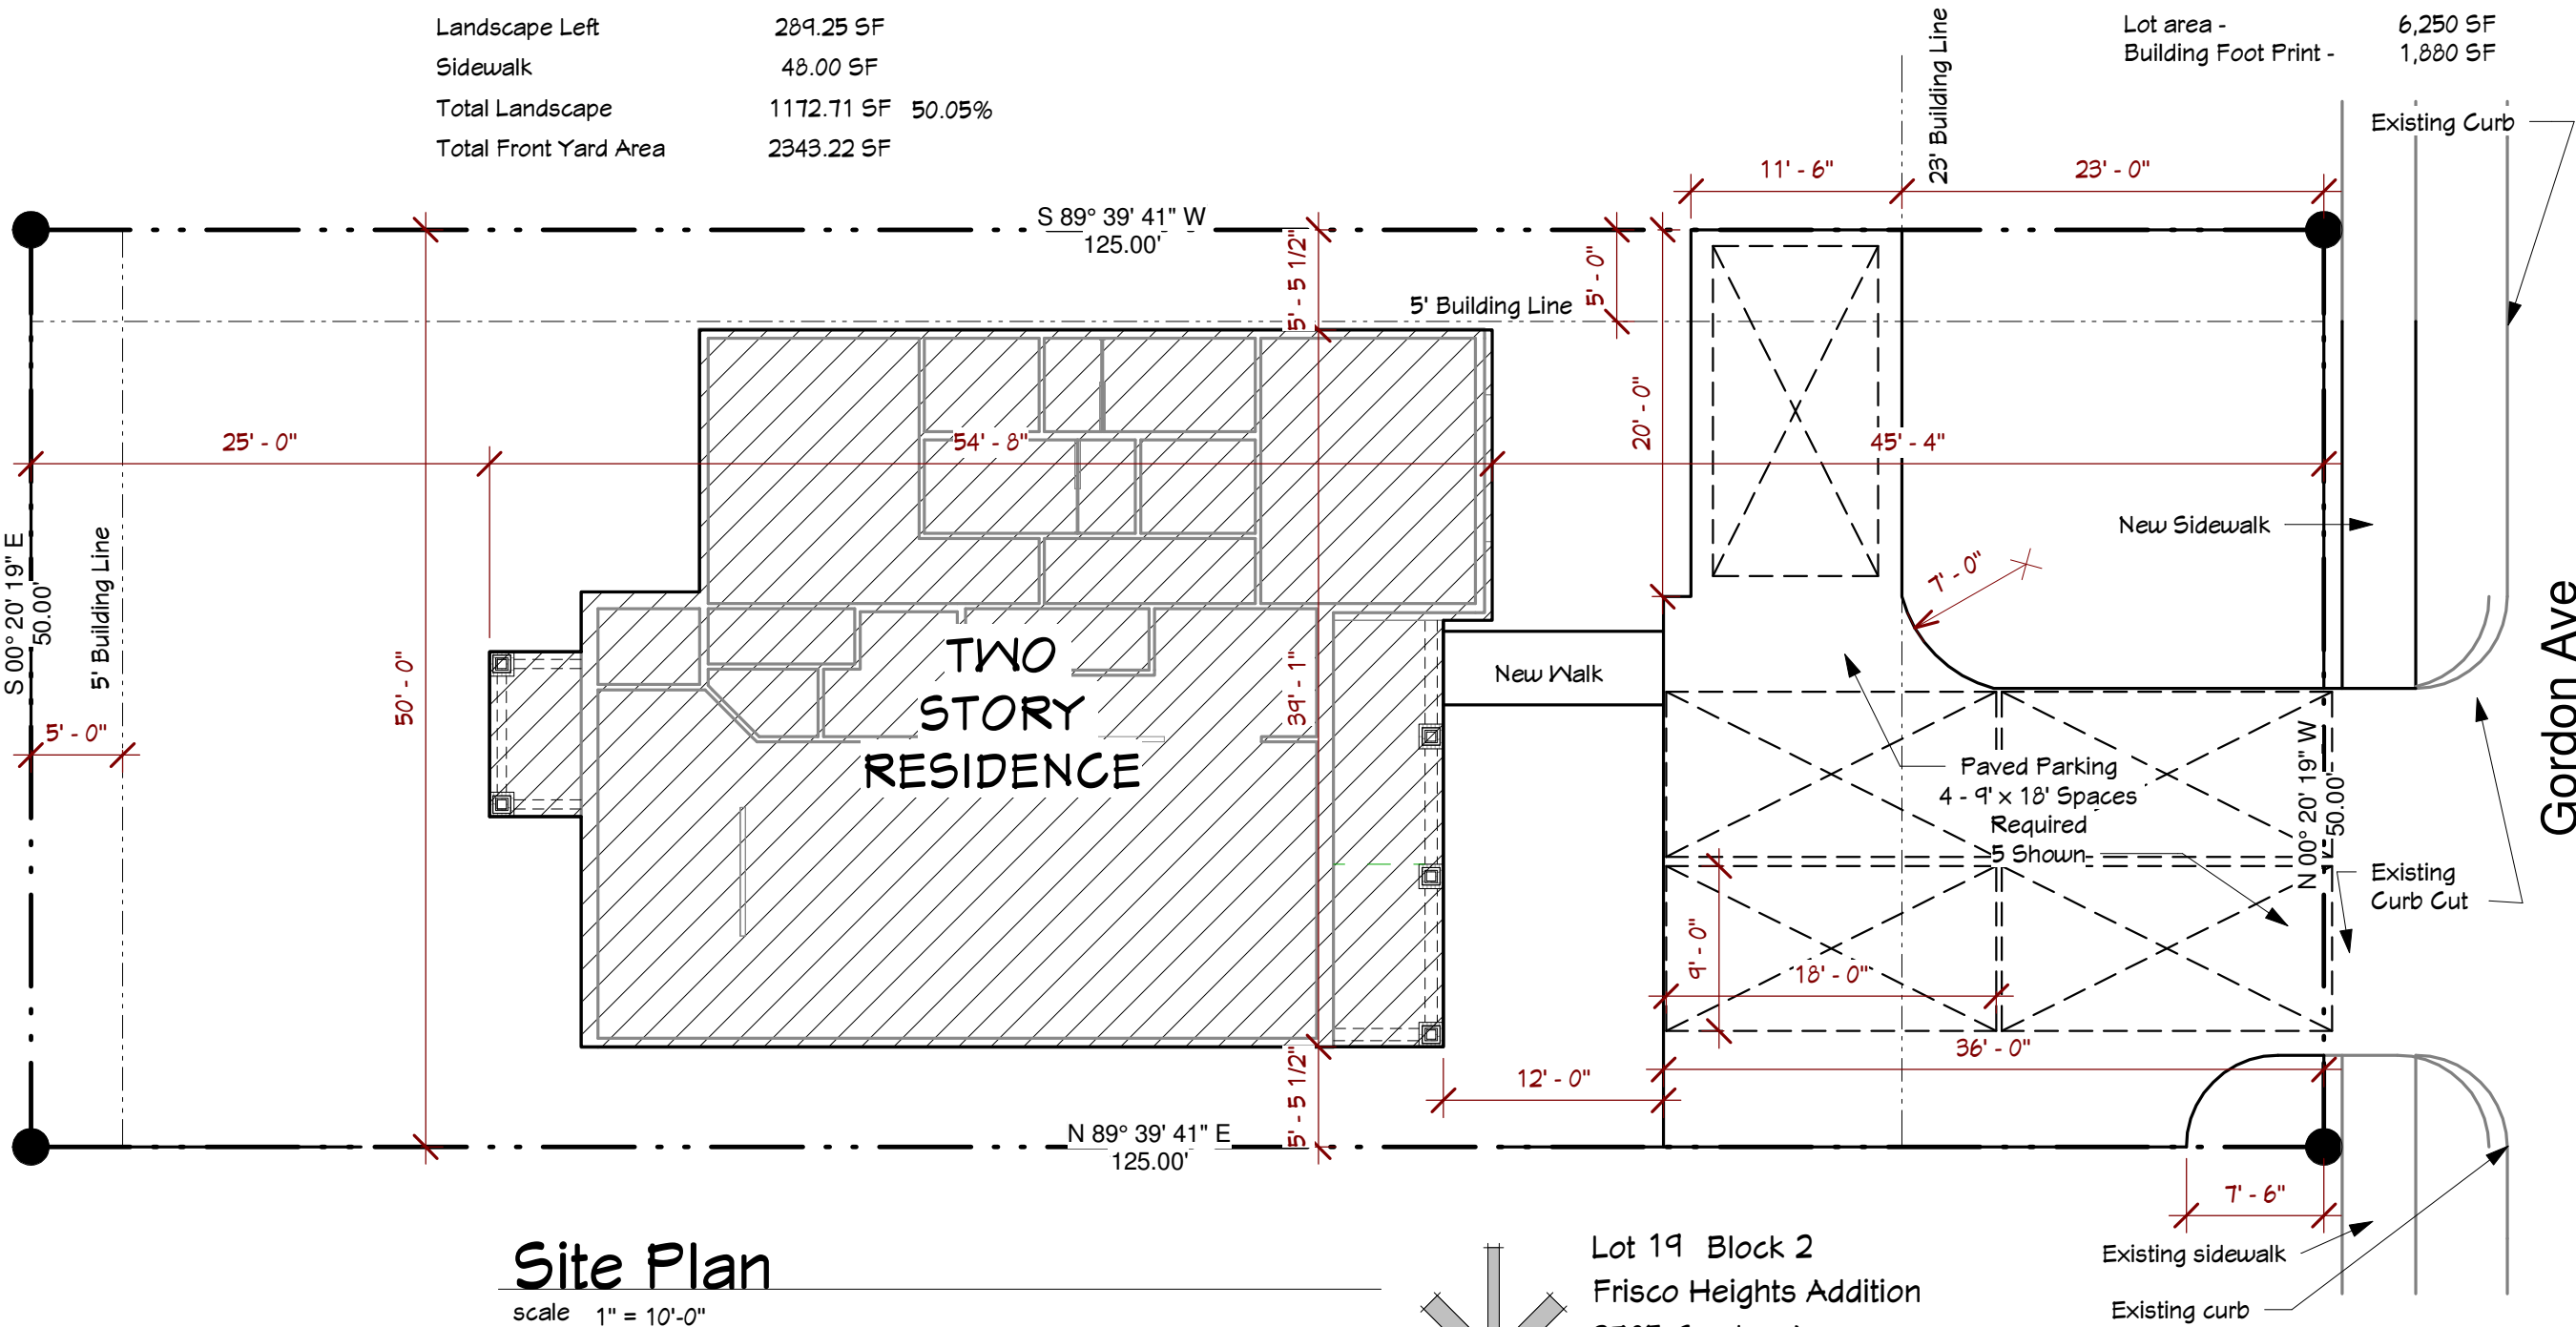 Landscape Left 289.25 SF
Sidewalk 48.00 SF
Total Landscape 1172.71 SF 50.05%
Total Front Yard Area 2343.22 SF
Lot area - 6,250 SF
Building Foot Print - 1,880 SF
23' Building Line
Existing Curb
11' - 6"
23' - 0"
S 89° 39' 41" W
125.00'
5' - 5 1/2"
5' - 0"
5' Building Line
20' - 0"
25' - 0"
54' - 8"
45' - 4"
New Sidewalk
7' - 0"
S 00° 20' 19" E
50.00'
5' Building Line
5' - 0"
50' - 0"
TWO
STORY
RESIDENCE
39' - 1"
New Walk
Paved Parking
4 - 9' x 18' Spaces
Required
5 Shown
N 00° 20' 19" W
50.00'
Existing
Curb Cut
Gordon Ave
9' - 0"
18' - 0"
36' - 0"
12' - 0"
5' - 5 1/2"
N 89° 39' 41" E
125.00'
7' - 6"
Site Plan
scale 1" = 10'-0"
Lot 19 Block 2
Frisco Heights Addition
Existing sidewalk
Existing curb